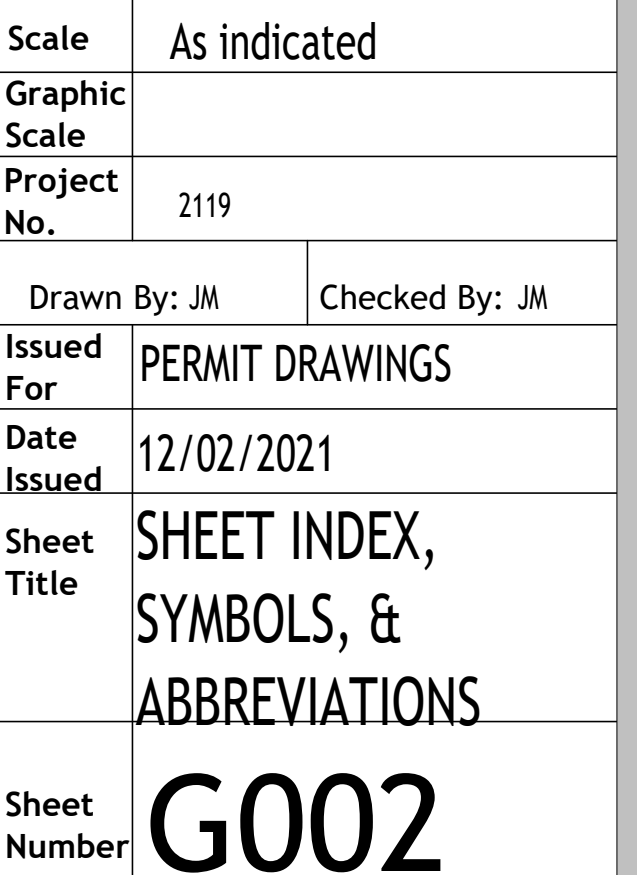 Scale As indicated
Graphic
Scale
Project
No. 2119
Drawn By: JM Checked By: JM
Issued
For PERMIT DRAWINGS
Date
Issued 12/02/2021
Sheet
Title
SHEET INDEX,
SYMBOLS, &
ABBREVIATIONS
Sheet
Number G002